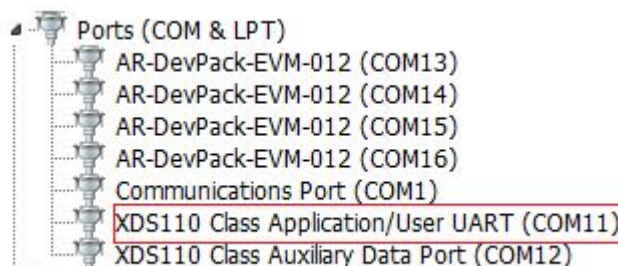 Ports (COM & LPT)
AR-DevPack-EVM-012 (COM13)
AR-DevPack-EVM-012 (COM14)
AR-DevPack-EVM-012 (COM15)
AR-DevPack-EVM-012 (COM16)
Communications Port (COM1)
XDS110 Class Application/User UART (COM11)
XDS110 Class Auxiliary Data Port (COM12)